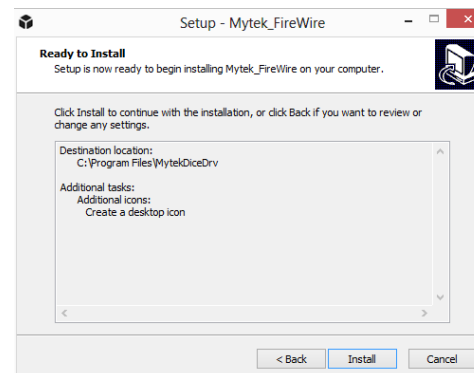 Setup - Mytek_FireWire
Ready to Install
Setup is now ready to begin installing Mytek_FireWire on your computer.
Click Install to continue with the installation, or click Back if you want to review or
change any settings.
Destination location:
C:\Program Files\MytekDiceDrv
Additional tasks:
Additional icons:
Create a desktop icon
< Back
Install
Cancel